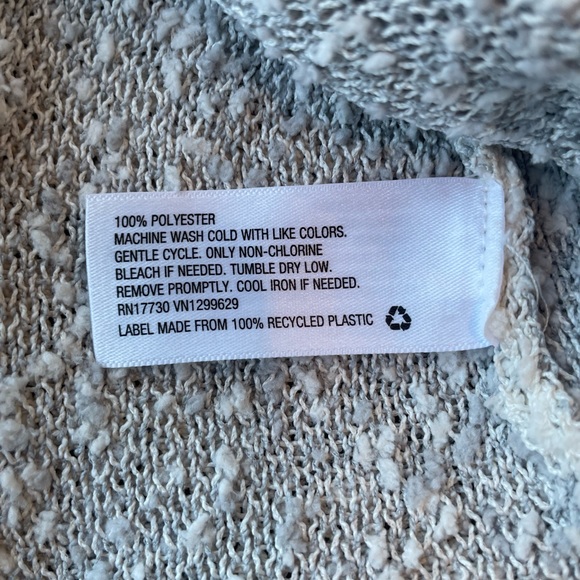 100% POLYESTER
MACHINE WASH COLD WITH LIKE COLORS.
GENTLE CYCLE. ONLY NON-CHLORINE
BLEACH IF NEEDED. TUMBLE DRY LOW.
REMOVE PROMPTLY. COOL IRON IF NEEDED.
RN17730 VN1299629
LABEL MADE FROM 100% RECYCLED PLASTIC